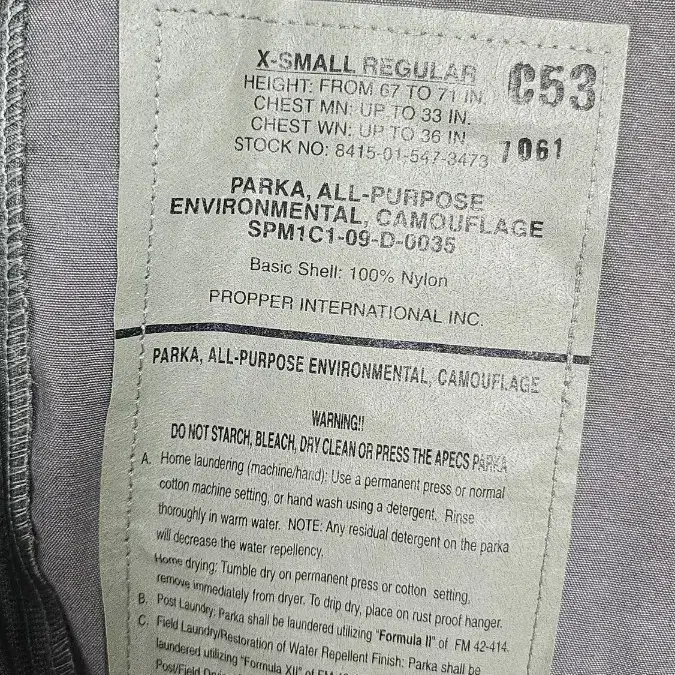 X-SMALL REGULAR
C53
HEIGHT: FROM 67 TO 71 IN.
CHEST MN: UP TO 33 IN.
CHEST WN: UP TO 36 IN.
STOCK NO: 8415-01-547-3473
7061
PARKA, ALL-PURPOSE
ENVIRONMENTAL, CAMOUFLAGE
SPM1C1-09-D-0035
Basic Shell: 100% Nylon
PROPPER INTERNATIONAL INC.
PARKA, ALL-PURPOSE ENVIRONMENTAL, CAMOUFLAGE
WARNING!!
DO NOT STARCH, BLEACH, DRY CLEAN OR PRESS THE APECS PARKA
A. Home laundering (machine/hand): Use a permanent press or normal
cotton machine setting, or hand wash using a detergent. Rinse
thoroughly in warm water. NOTE: Any residual detergent on the parka
will decrease the water repellency.
Home drying: Tumble dry on permanent press or cotton setting,
remove immediately from dryer. To drip dry, place on rust proof hanger.
B. Post Laundry: Parka shall be laundered utilizing "Formula II" of FM 42-414.
C. Field Laundry/Restoration of Water Repellent Finish: Parka shall be
laundered utilizing "Formula XII" of FM
Post/Field